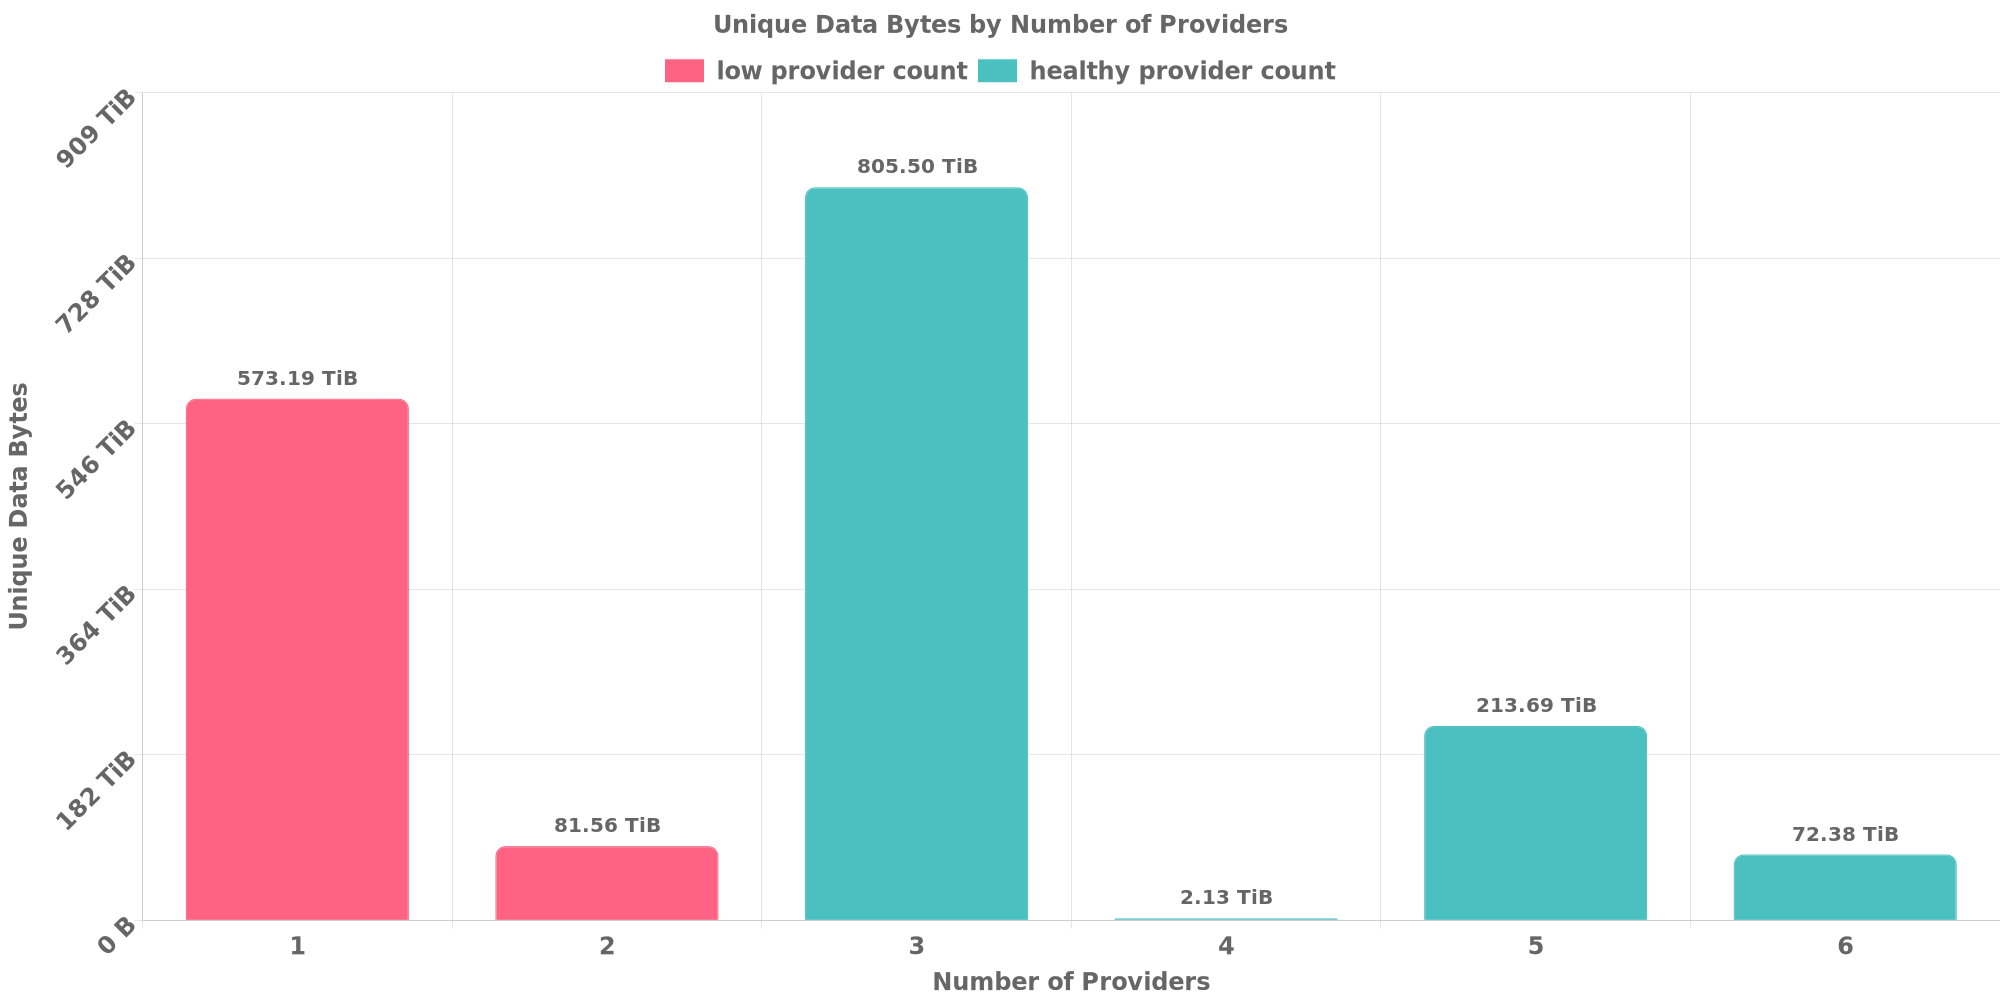 Unique Data Bytes by Number of Providers
low provider count healthy provider count
909 TiB
728 TiB
546 TiB
364 TiB
182 TiB
0 B
Unique Data Bytes
573.19 TiB
81.56 TiB
805.50 TiB
2.13 TiB
213.69 TiB
72.38 TiB
1 2 3 4 5 6
Number of Providers